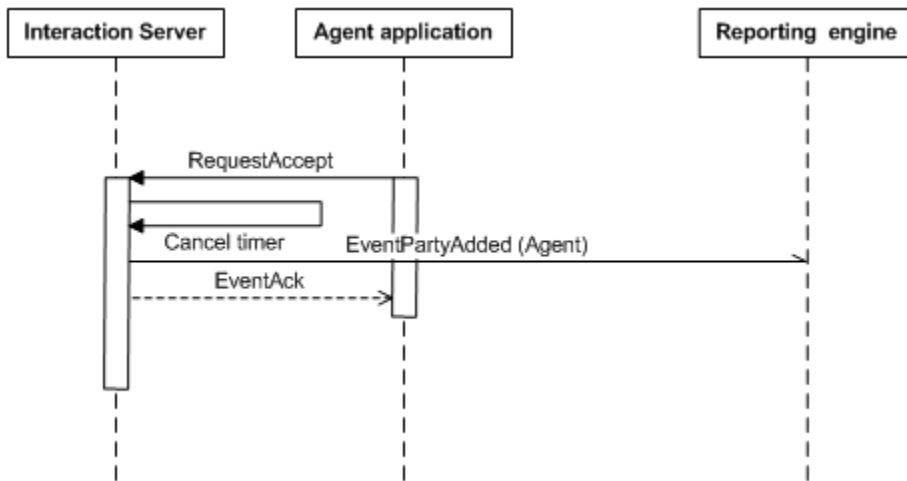 Interaction Server
Agent application
Reporting engine
RequestAccept
Cancel timer
EventPartyAdded (Agent)
EventAck